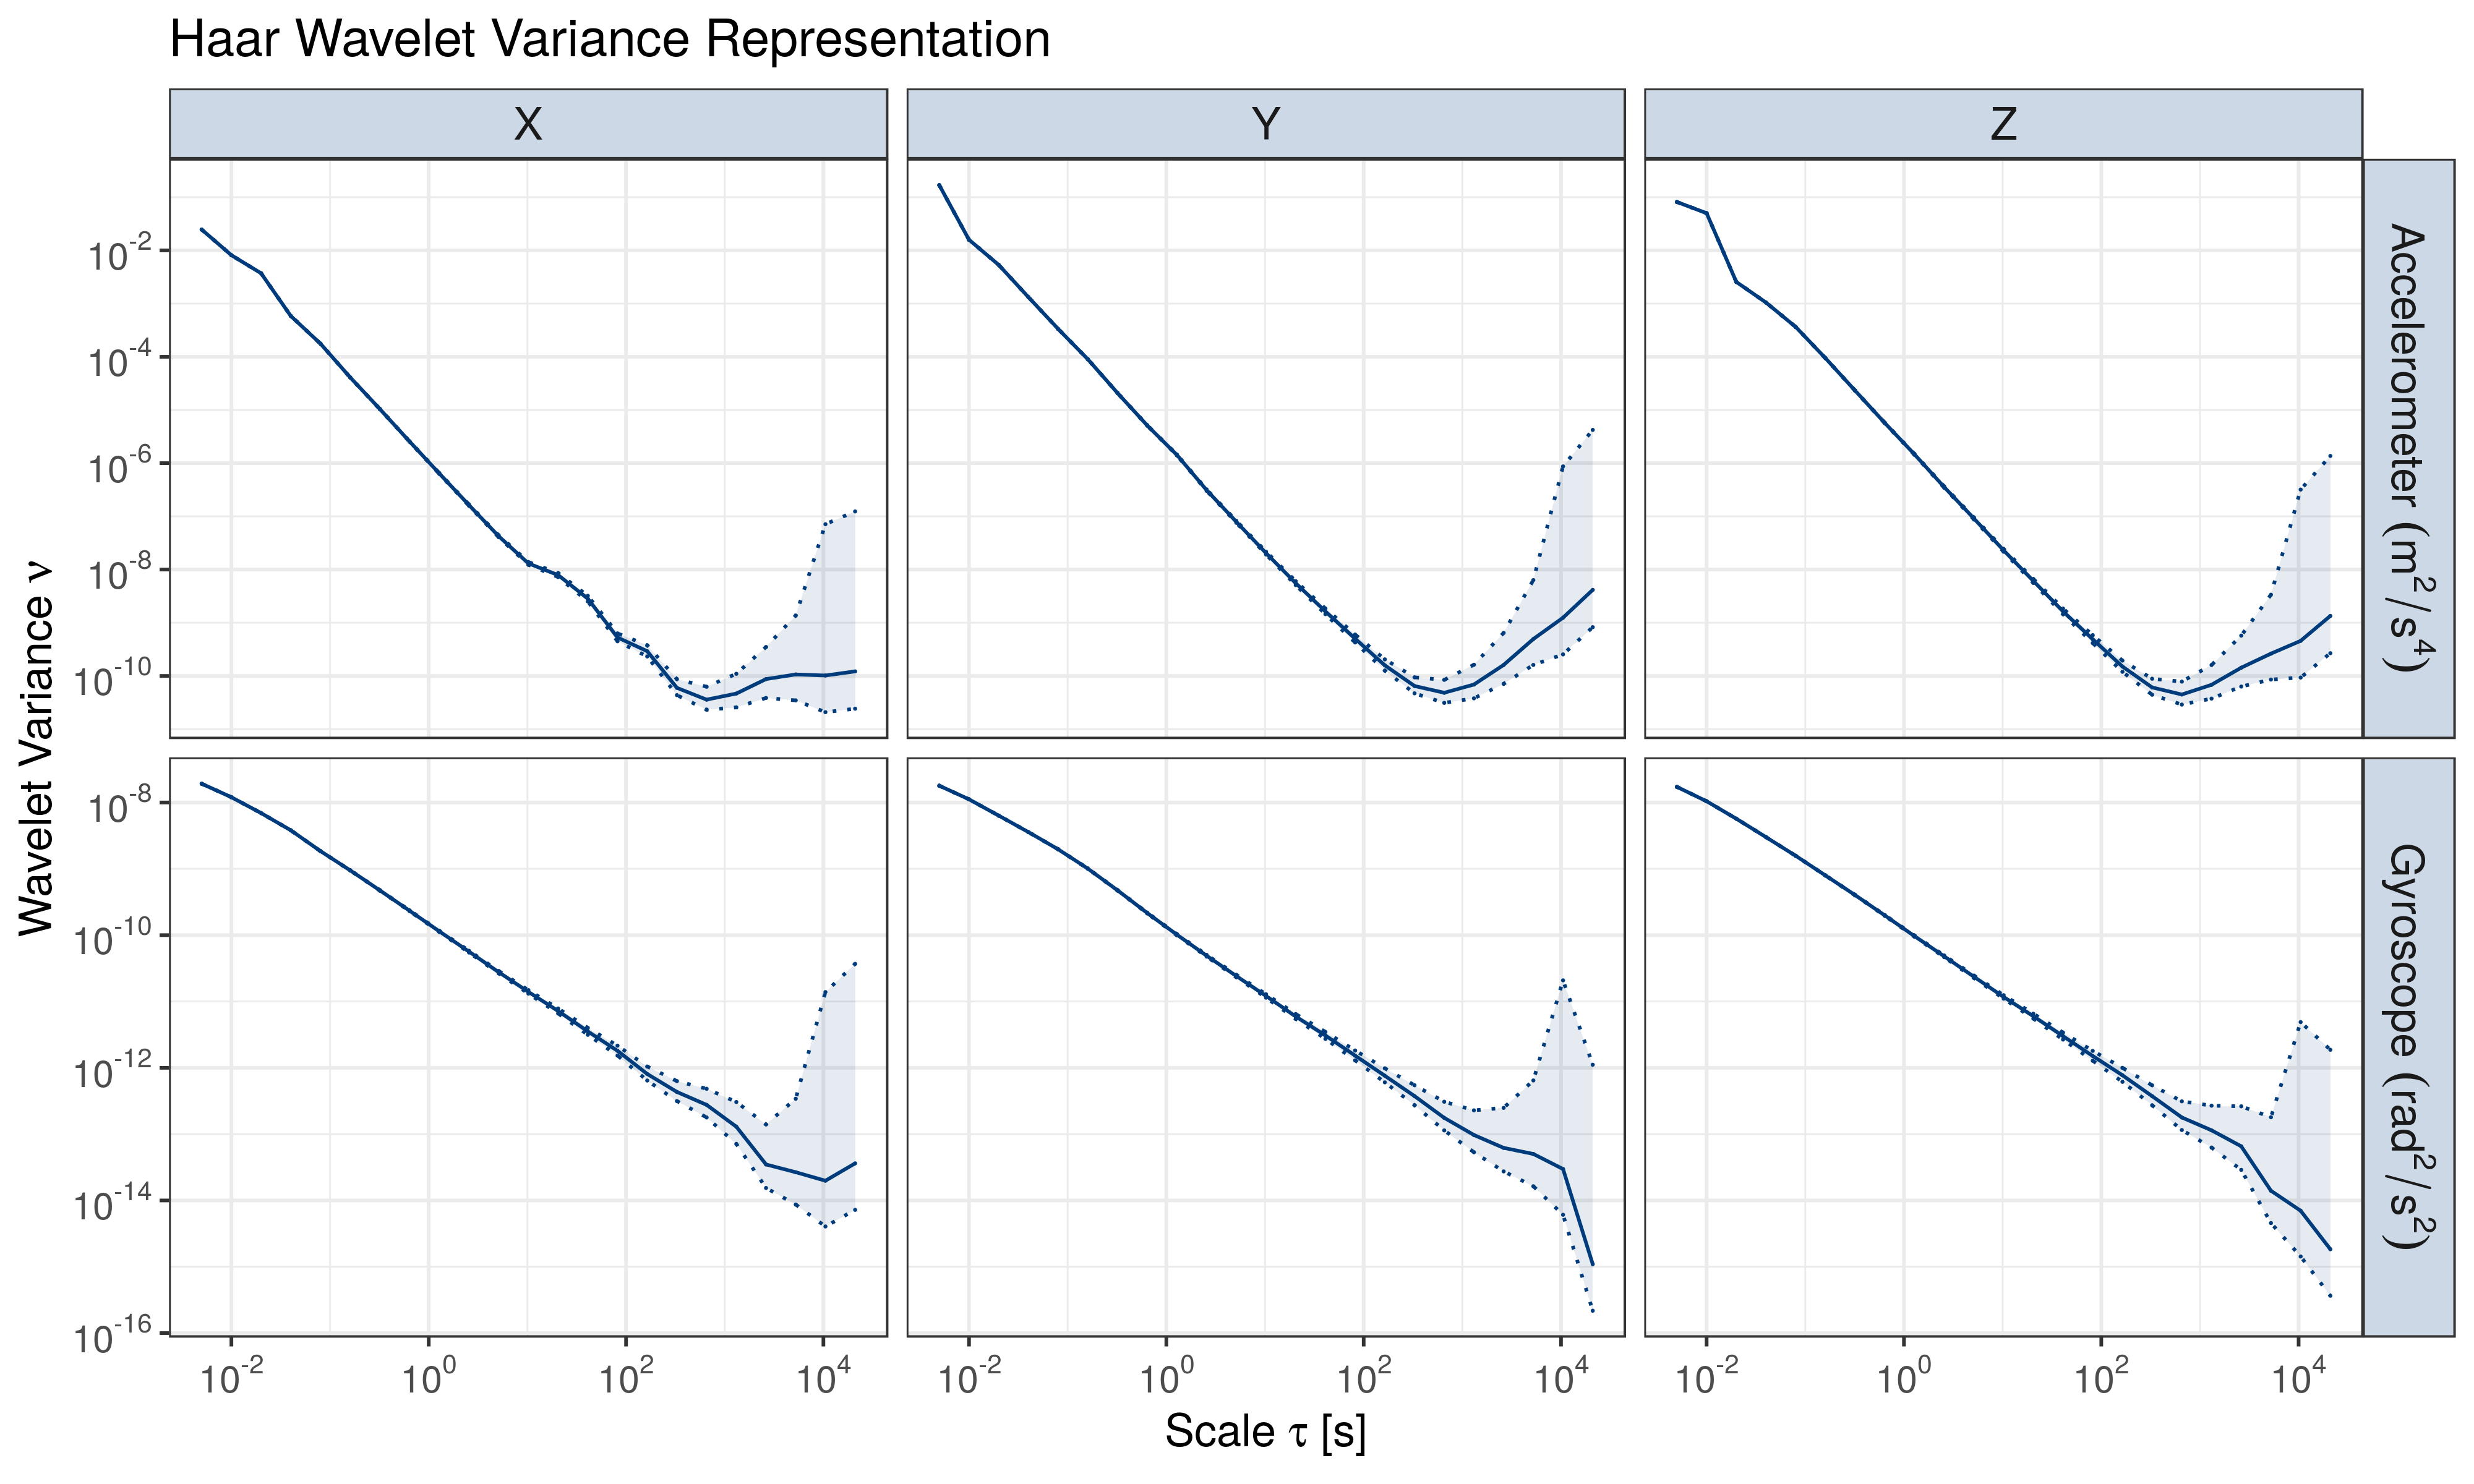 Haar Wavelet Variance Representation
X Y Z
Wavelet Variance ν
10⁻²
10⁻⁴
10⁻⁶
10⁻⁸
10⁻¹⁰
Accelerometer (m²/s⁴)
10⁻⁸
10⁻¹⁰
10⁻¹²
10⁻¹⁴
10⁻¹⁶
Gyroscope (rad²/s²)
10⁻² 10⁰ 10² 10⁴ 10⁻² 10⁰ 10² 10⁴ 10⁻² 10⁰ 10² 10⁴
Scale τ [s]